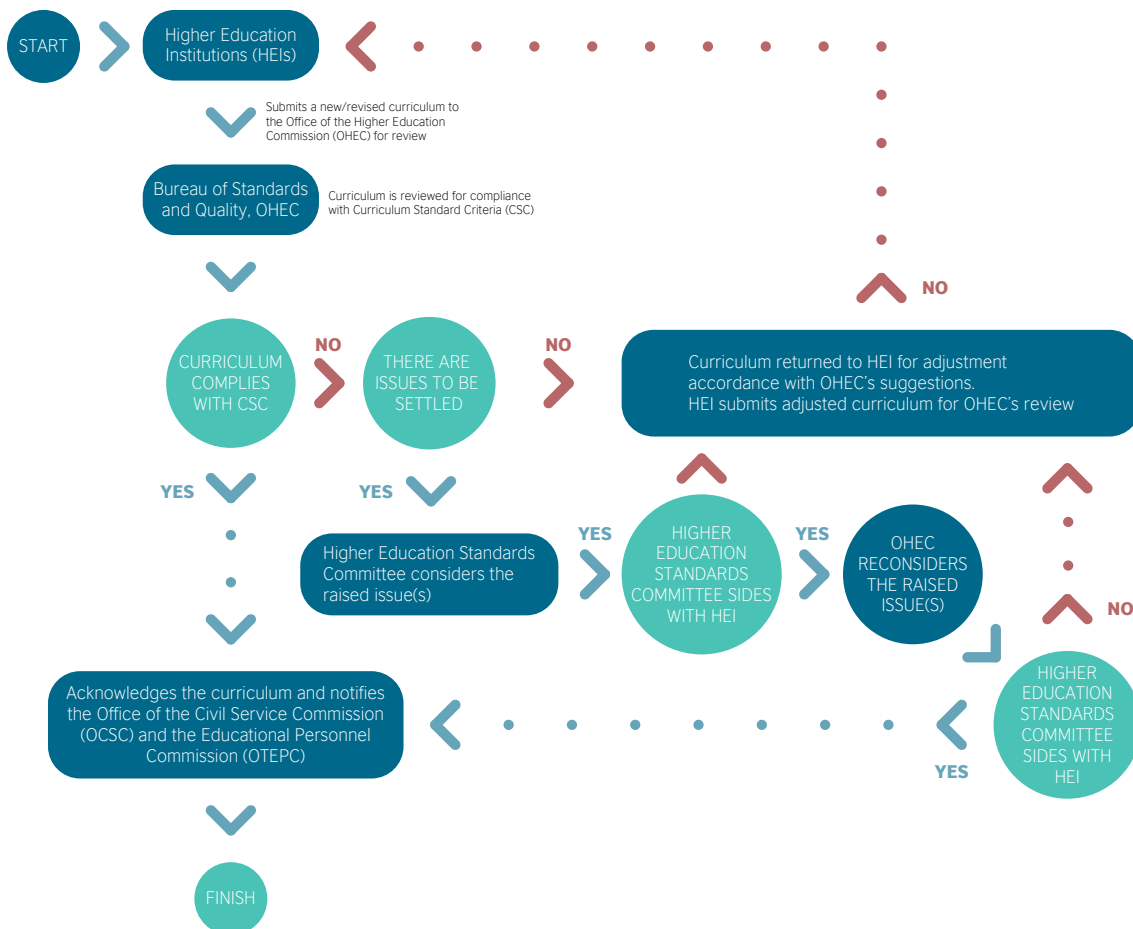 START
Higher Education
Institutions (HEIs)
Submits a new/revised curriculum to
the Office of the Higher Education
Commission (OHEC) for review
Bureau of Standards
and Quality, OHEC
Curriculum is reviewed for compliance
with Curriculum Standard Criteria (CSC)
NO
CURRICULUM
COMPLIES
WITH CSC
NO
THERE ARE
ISSUES TO BE
SETTLED
NO
Curriculum returned to HEI for adjustment
accordance with OHEC's suggestions.
HEI submits adjusted curriculum for OHEC's review
YES
YES
Higher Education Standards
Committee considers the
raised issue(s)
YES
HIGHER
EDUCATION
STANDARDS
COMMITTEE SIDES
WITH HEI
YES
OHEC
RECONSIDERS
THE RAISED
ISSUE(S)
NO
HIGHER
EDUCATION
STANDARDS
COMMITTEE
SIDES WITH
HEI
YES
Acknowledges the curriculum and notifies
the Office of the Civil Service Commission
(OCSC) and the Educational Personnel
Commission (OTEPC)
FINISH